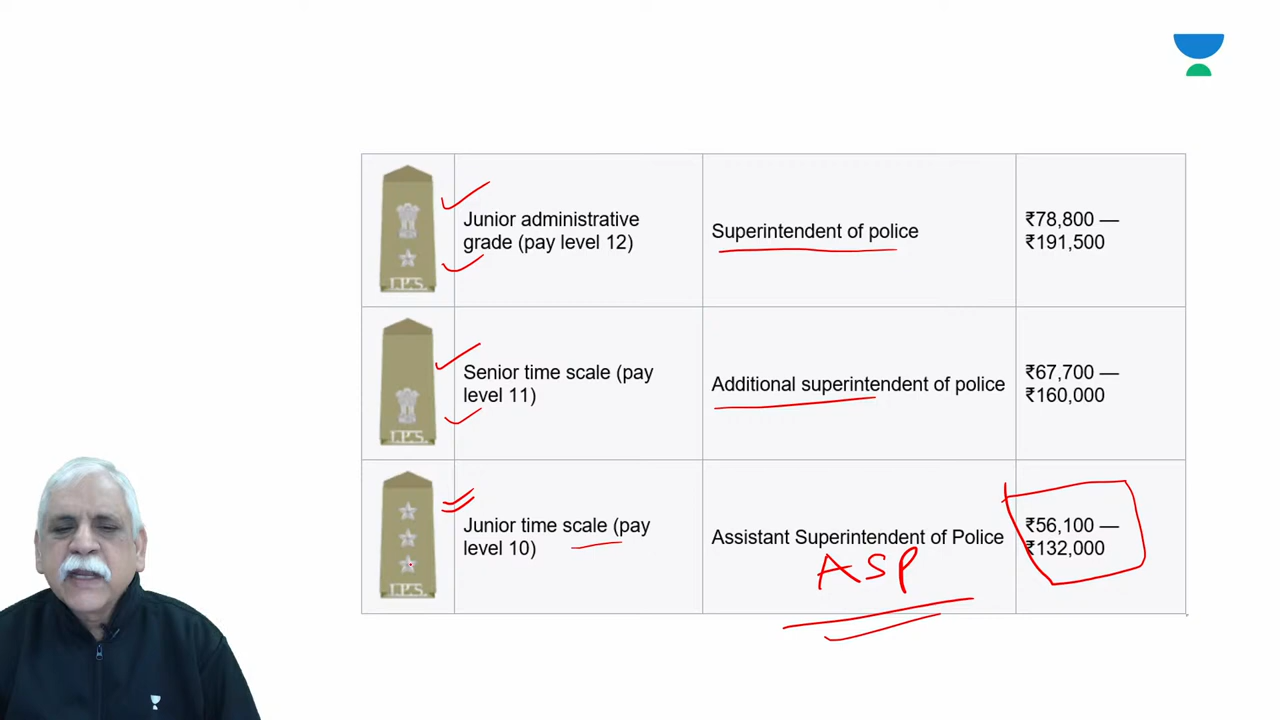 Junior administrative
grade (pay level 12)
Superintendent of police
₹78,800 —
₹191,500
I.P.S.
Senior time scale (pay
level 11)
Additional superintendent of police
₹67,700 —
₹160,000
I.P.S.
Junior time scale (pay
level 10)
Assistant Superintendent of Police
₹56,100 —
₹132,000
ASP
I.P.S.